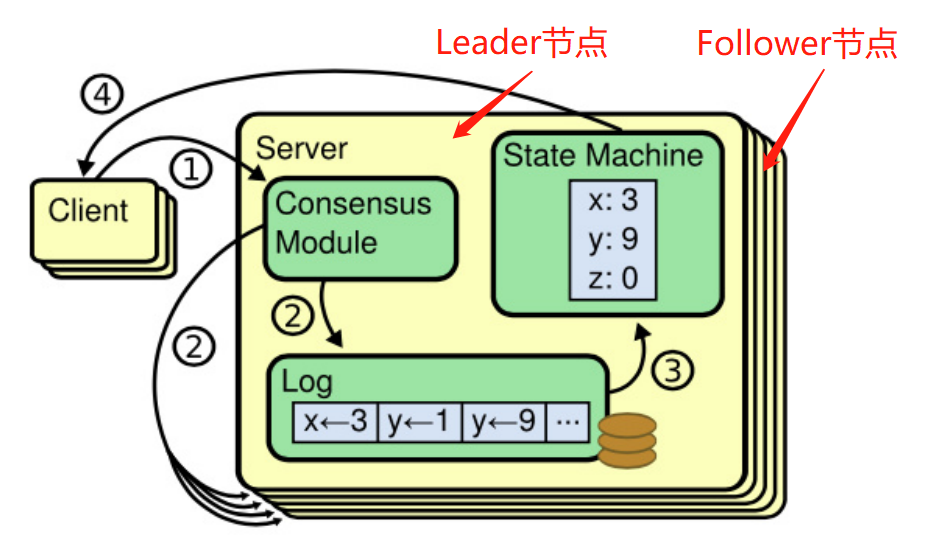 Leader节点
Follower节点
④
①
Server
State Machine
Client
Consensus
Module
x: 3
y: 9
z: 0
②
②
③
Log
x←3 y←1 y←9 ...